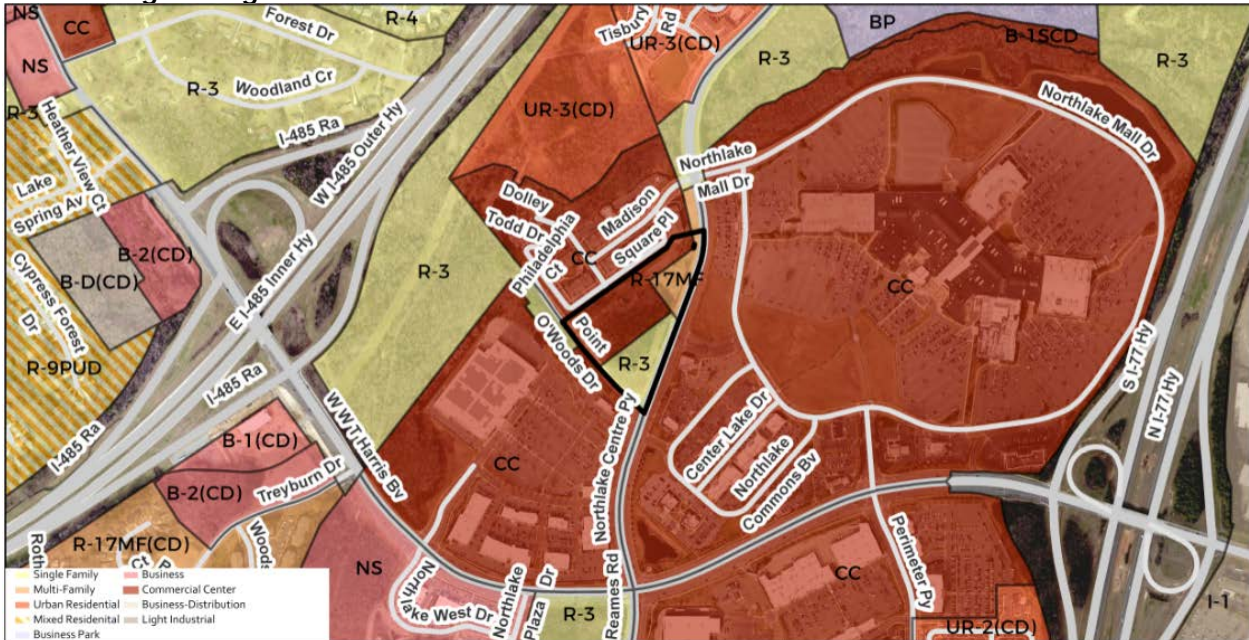 NS
CC
R-4
Forest Dr
Tisbury
Rd
UR-3(CD)
BP
B-1SCD
R-3
R-3
NS
R-3
Woodland Cr
R-3
Heather View Ct
I-485 Ra
W I-485 Outer Hy
UR-3(CD)
Northlake Mall Dr
Northlake
Mall Dr
Lake
Spring Av
Dolley
Todd Dr
Madison
Square Pl
Philadelphia
Ct
CC
B-2(CD)
B-D(CD)
E I-485 Inner Hy
R-3
R-17MF
CC
Cypress Forest
Dr
Point
O'Woods Dr
R-3
S I-77 Hy
N I-77 Hy
R-9PUD
I-485 Ra
I-485 Ra
W W.T. Harris Bv
Northlake Centre Py
Center Lake Dr
Northlake
Commons Bv
B-1(CD)
B-2(CD)
Treyburn Dr
CC
Perimeter Py
R-17MF(CD)
Ct
Woods
Roth
NS
Northlake West Dr
Northlake
Plaza Dr
R-3
Reames Rd
CC
UR-2(CD)
I-1
Single Family
Multi-Family
Urban Residential
Mixed Residenital
Business Park
Business
Commercial Center
Business-Distribution
Light Industrial